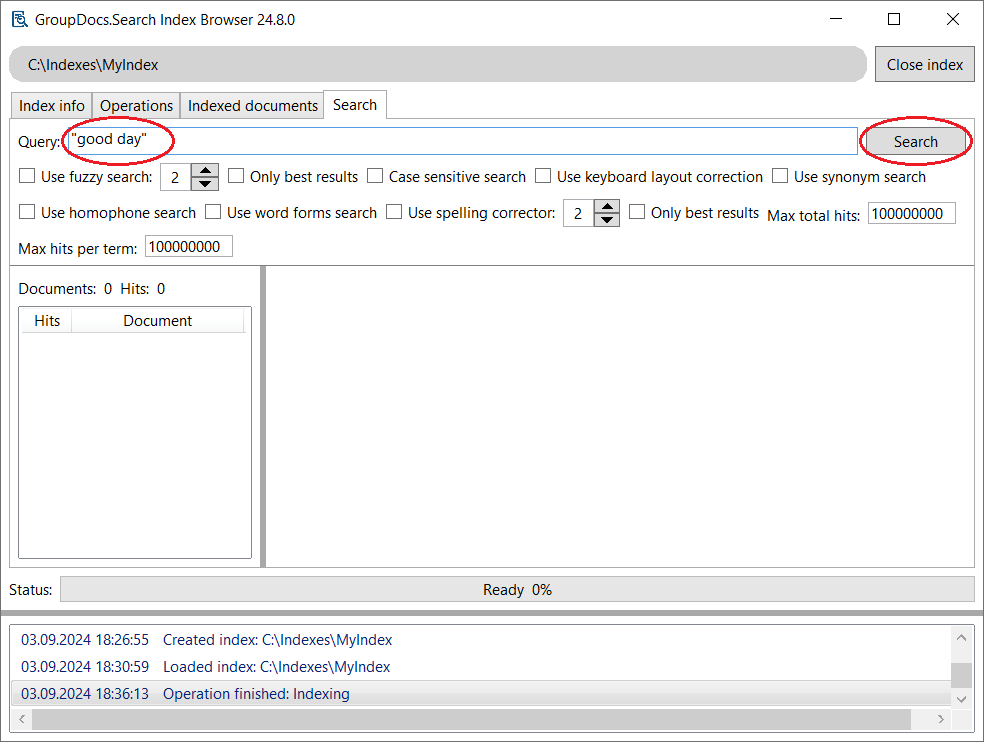 GroupDocs.Search Index Browser 24.8.0
C:\Indexes\MyIndex Close index
Index info Operations Indexed documents Search
Query: "good day" Search
Use fuzzy search: 2 Only best results Case sensitive search Use keyboard layout correction Use synonym search
Use homophone search Use word forms search Use spelling corrector: 2 Only best results Max total hits: 100000000
Max hits per term: 100000000
Documents: 0 Hits: 0
Hits Document
Status: Ready 0%
03.09.2024 18:26:55 Created index: C:\Indexes\MyIndex
03.09.2024 18:30:59 Loaded index: C:\Indexes\MyIndex
03.09.2024 18:36:13 Operation finished: Indexing